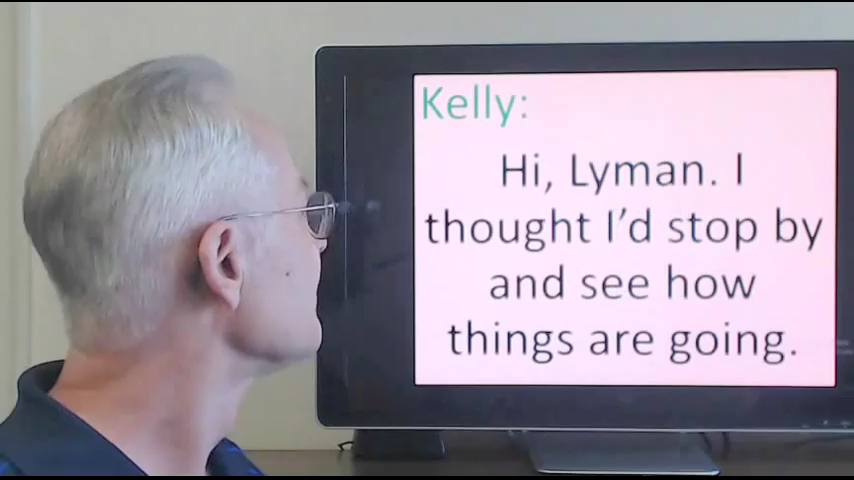 Kelly:
Hi, Lyman. I
thought I’d stop by
and see how
things are going.